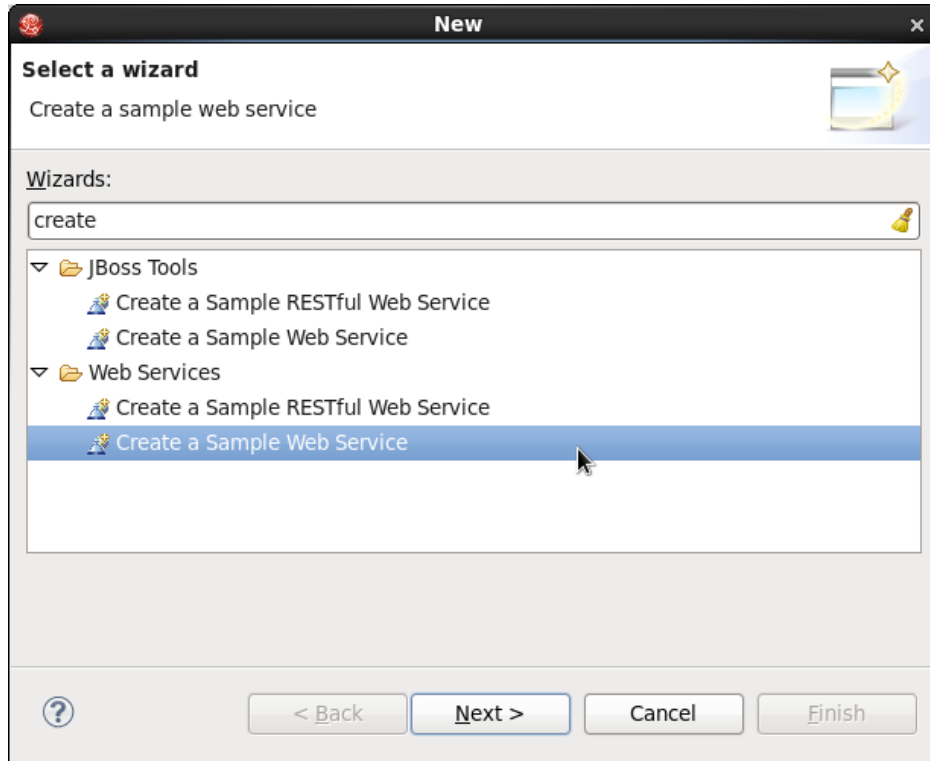 New
Select a wizard
Create a sample web service
Wizards:
create
JBoss Tools
Create a Sample RESTful Web Service
Create a Sample Web Service
Web Services
Create a Sample RESTful Web Service
Create a Sample Web Service
? < Back Next > Cancel Finish